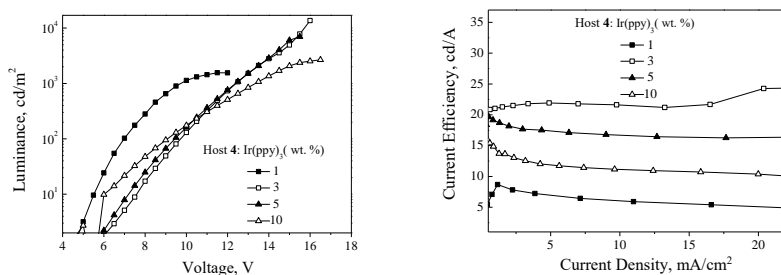 10⁴
10³
10²
10¹
Luminance, cd/m²
Host 4: Ir(ppy)₃( wt. %)
1
3
5
10
4 6 8 10 12 14 16 18
Voltage, V
35
30
25
20
15
10
5
Current Efficiency, cd/A
Host 4: Ir(ppy)₃( wt. %)
1
3
5
10
5 10 15 20
Current Density, mA/cm²